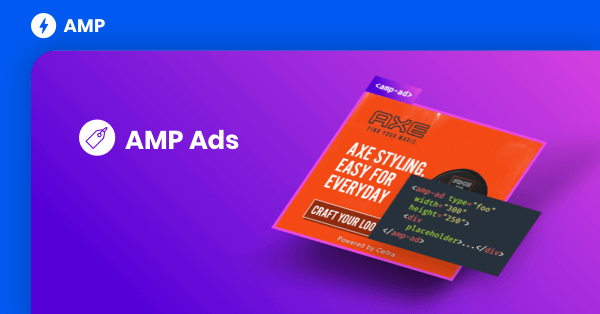 AMP
AMP Ads
<amp-ad>
AXE
FIND YOUR MAGIC
AXE STYLING.
EASY FOR
EVERYDAY
CRAFT YOUR LOO
Powered by Celtra
AXE
<amp-ad type="foo"
width="300"
height="250">
<div
placeholder>...</div>
</amp-ad>